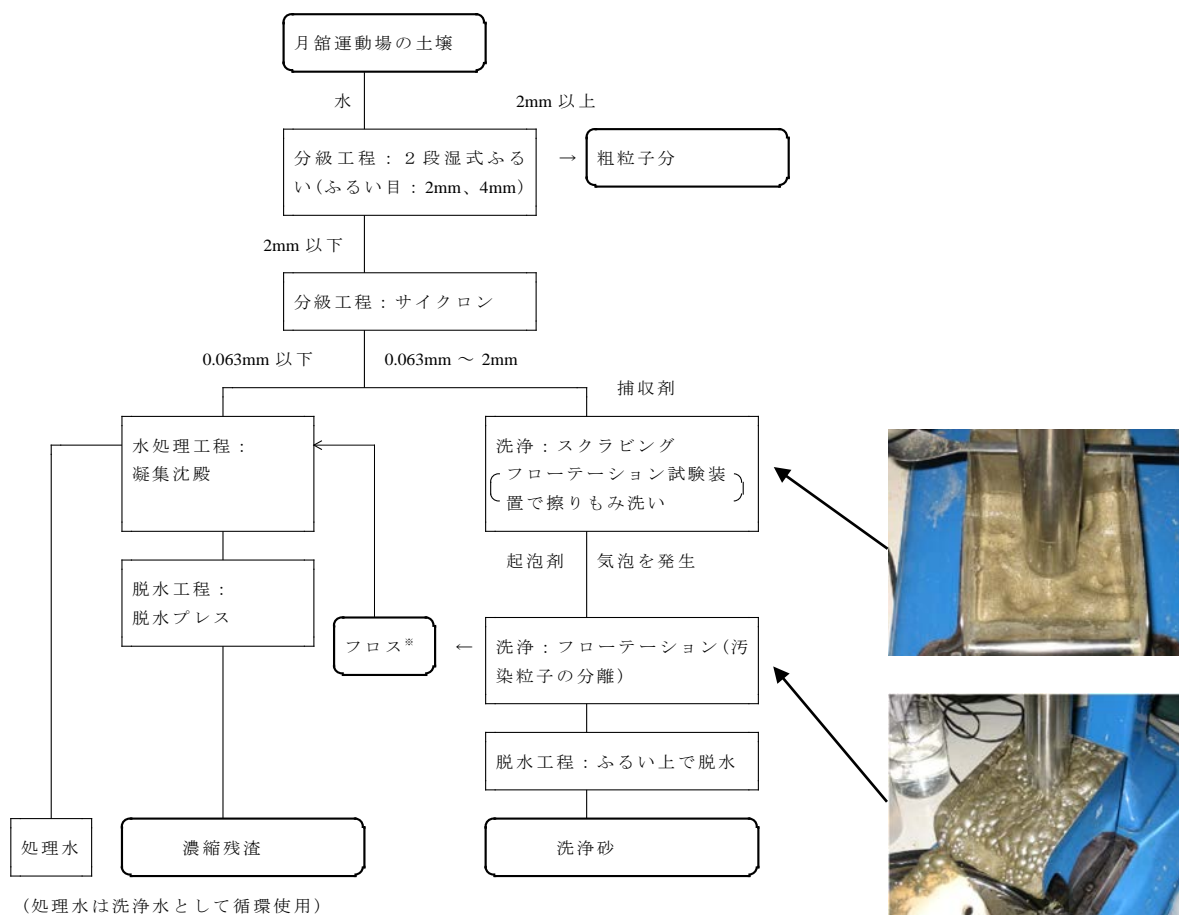 月舘運動場の土壌
水
2mm 以上
分級工程：２段湿式ふる
い(ふるい目：2mm、4mm)
→
粗粒子分
2mm 以下
分級工程：サイクロン
0.063mm 以下
0.063mm ～ 2mm
捕収剤
水処理工程：
凝集沈殿
洗浄：スクラビング
フローテーション試験装
置で擦りもみ洗い
起泡剤
気泡を発生
脱水工程：
脱水プレス
フロス※
←
洗浄：フローテーション(汚
染粒子の分離)
脱水工程：ふるい上で脱水
処理水
濃縮残渣
洗浄砂
(処理水は洗浄水として循環使用)